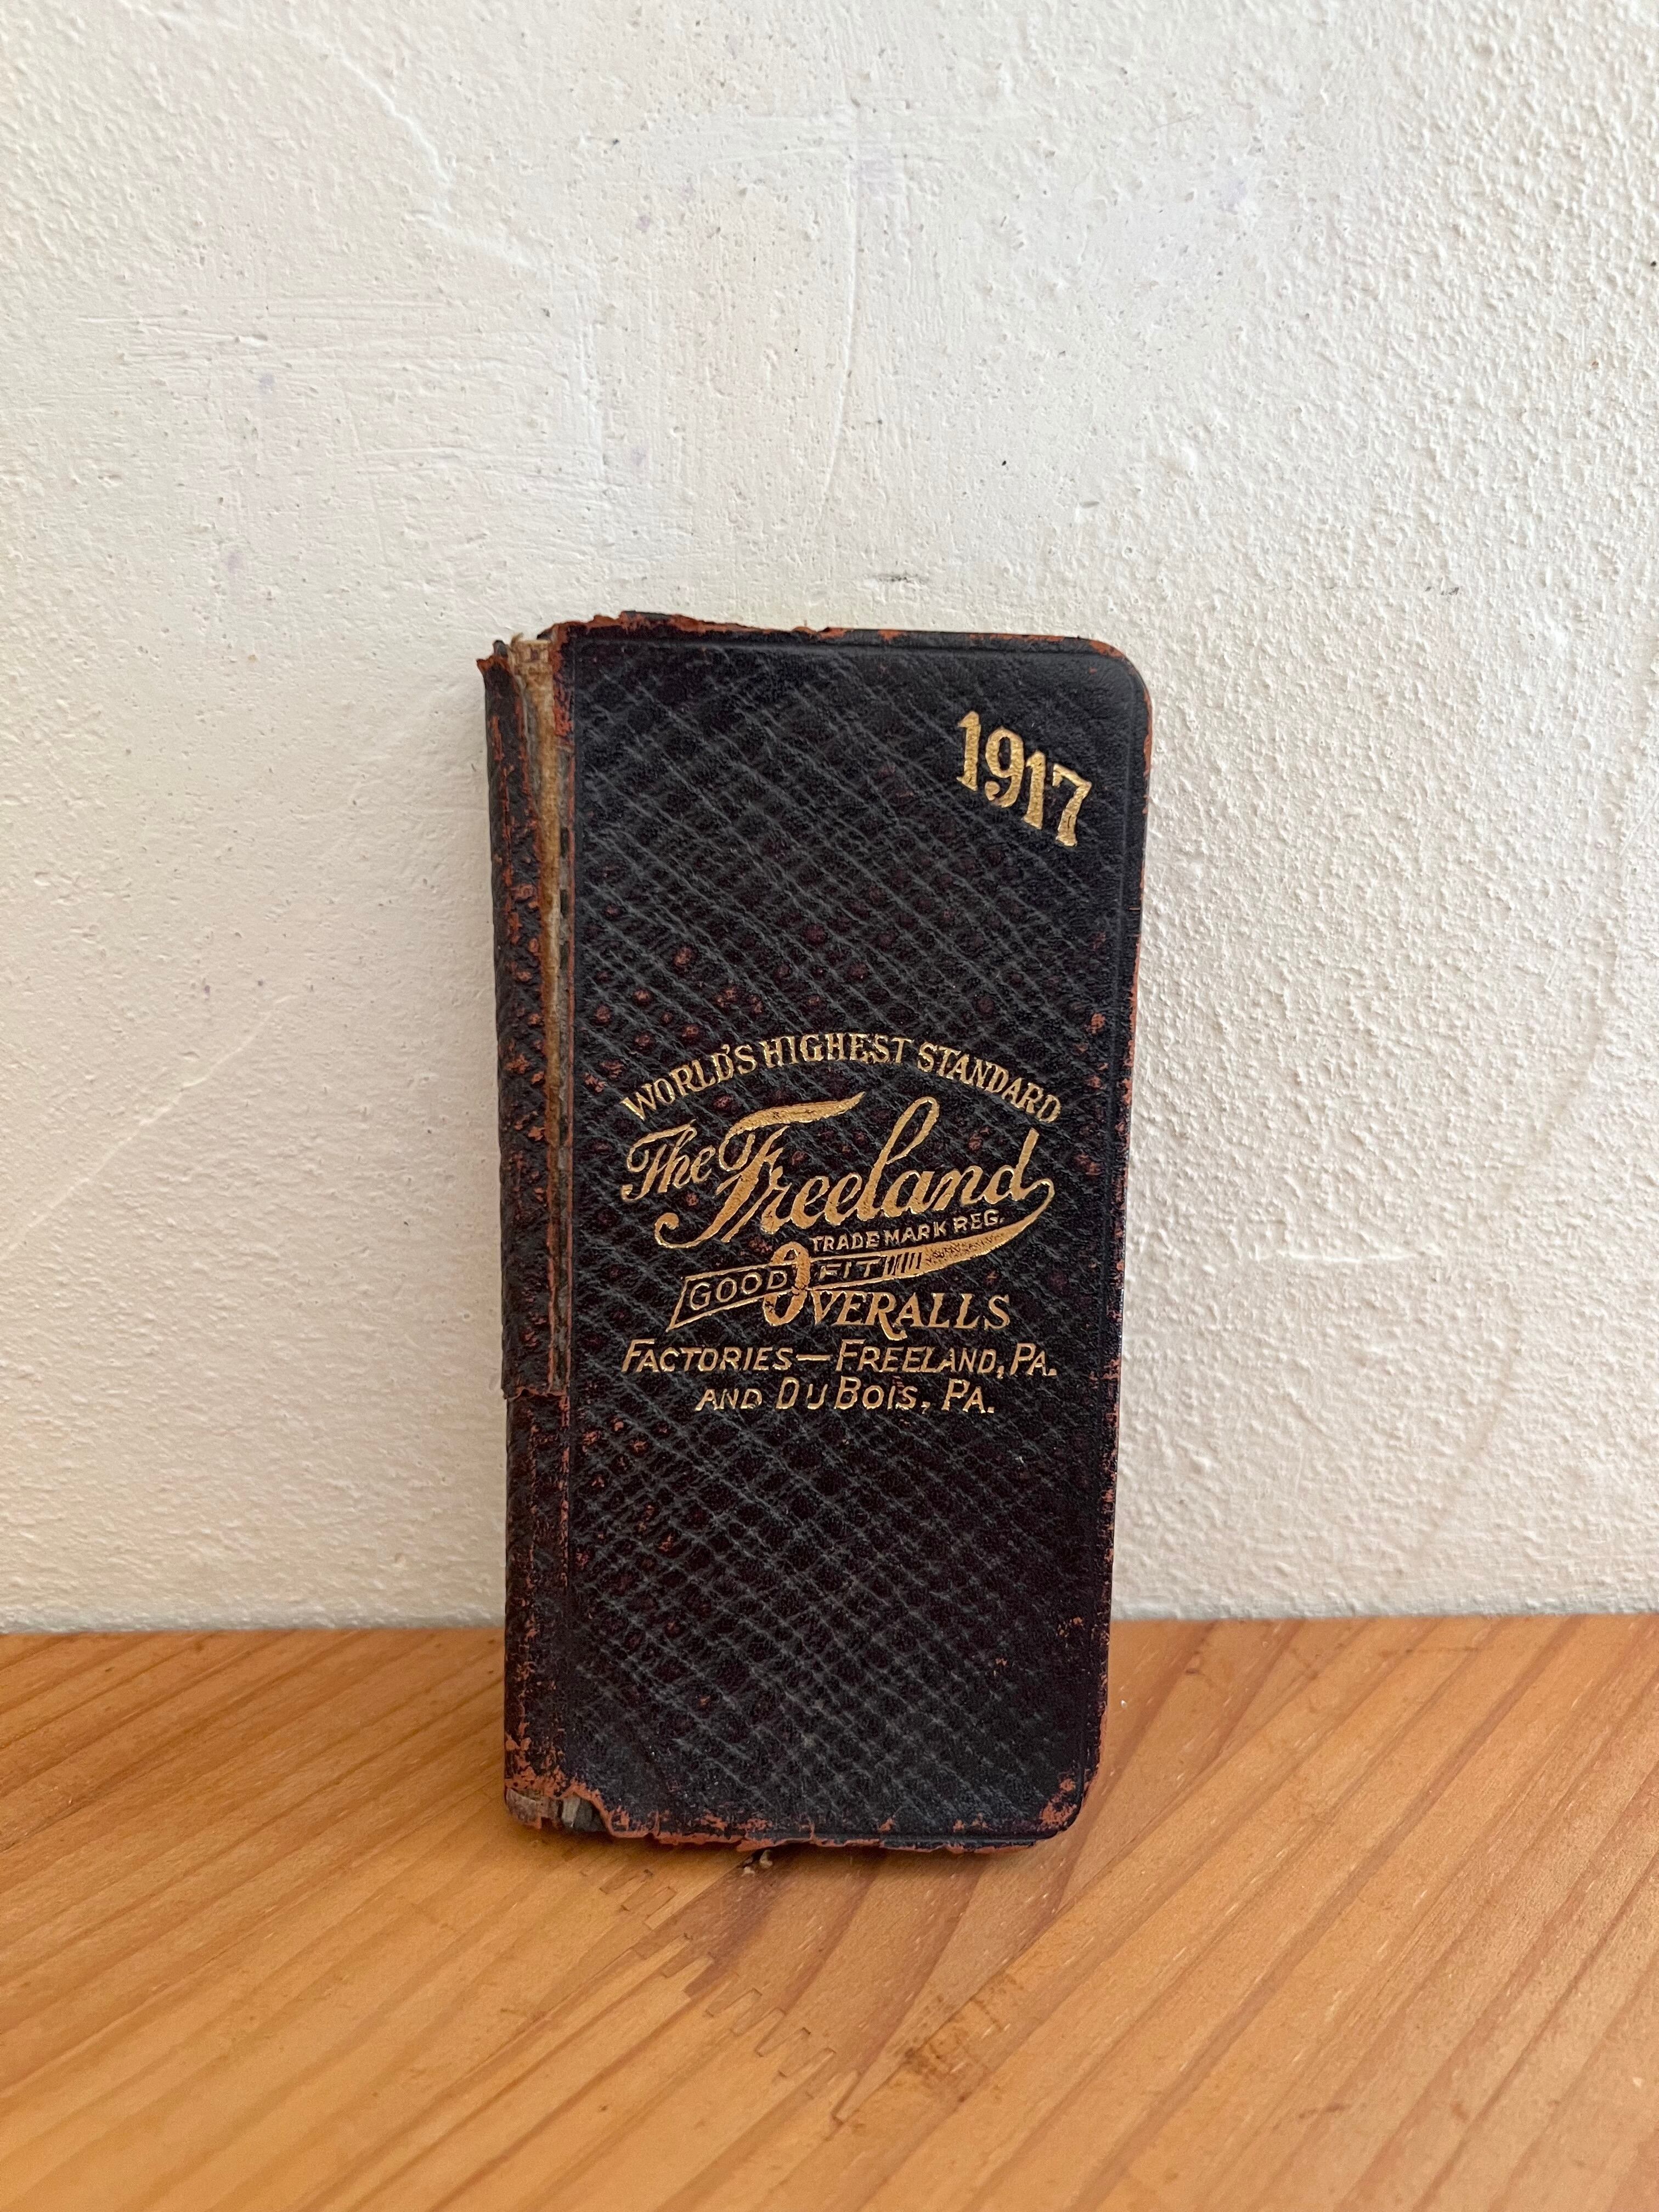 1917
WORLD'S HIGHEST STANDARD
The Freeland
TRADE MARK REG.
GOOD FIT
OVERALLS
FACTORIES—FREELAND, PA.
AND DU BOIS, PA.